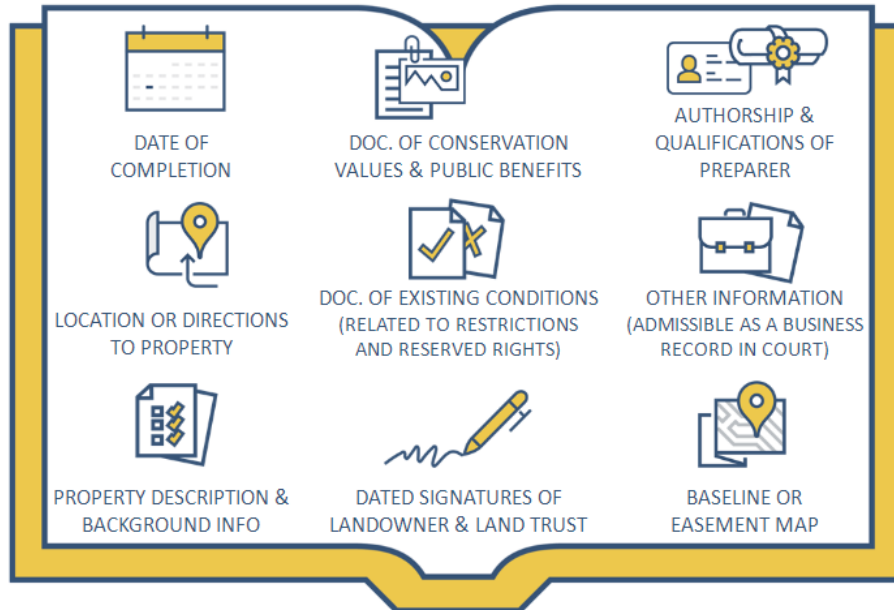 DATE OF
COMPLETION
DOC. OF CONSERVATION
VALUES & PUBLIC BENEFITS
AUTHORSHIP &
QUALIFICATIONS OF
PREPARER
LOCATION OR DIRECTIONS
TO PROPERTY
DOC. OF EXISTING CONDITIONS
(RELATED TO RESTRICTIONS
AND RESERVED RIGHTS)
OTHER INFORMATION
(ADMISSIBLE AS A BUSINESS
RECORD IN COURT)
PROPERTY DESCRIPTION &
BACKGROUND INFO
DATED SIGNATURES OF
LANDOWNER & LAND TRUST
BASELINE OR
EASEMENT MAP